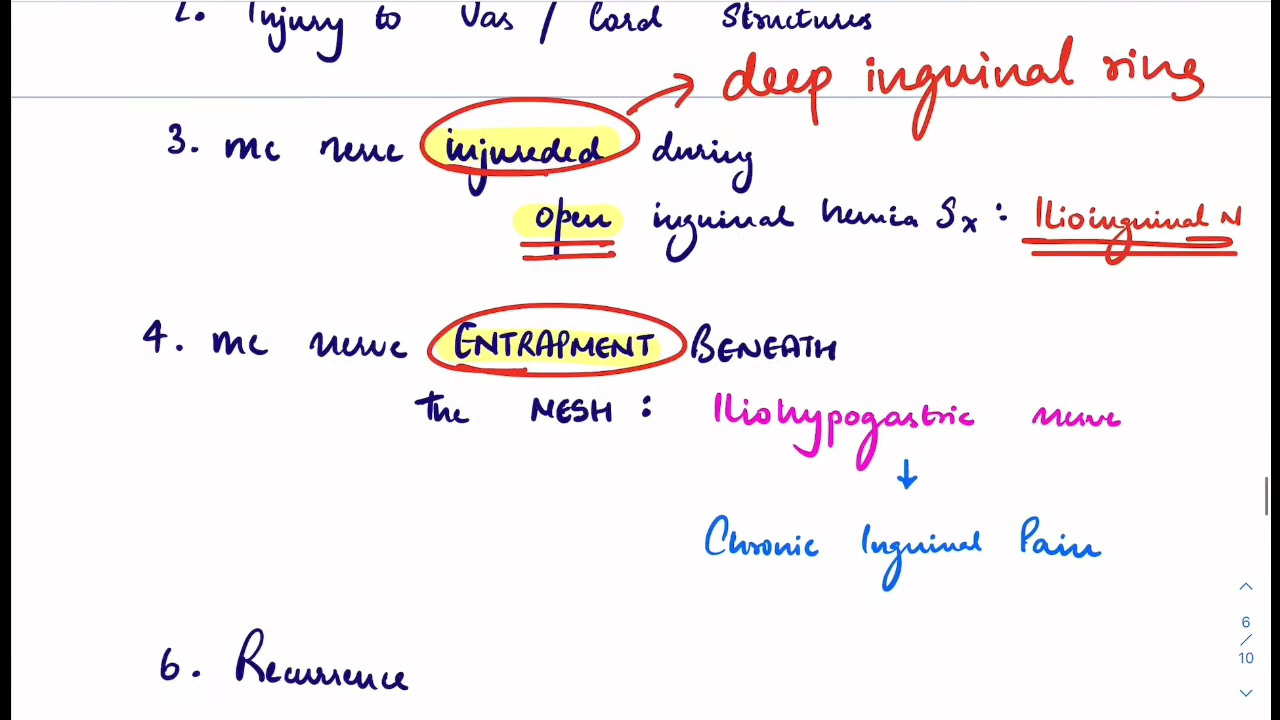 2. Injury to Vas / Cord Structures
deep inguinal ring
3. mc nerve injureded during
open inguinal hernia Sx : Ilioinguinal N
4. mc nerve ENTRAPMENT BENEATH
the MESH : Iliohypogastric nerve
↓
Chronic Inguinal Pain
6. Recurrence
6
/
10